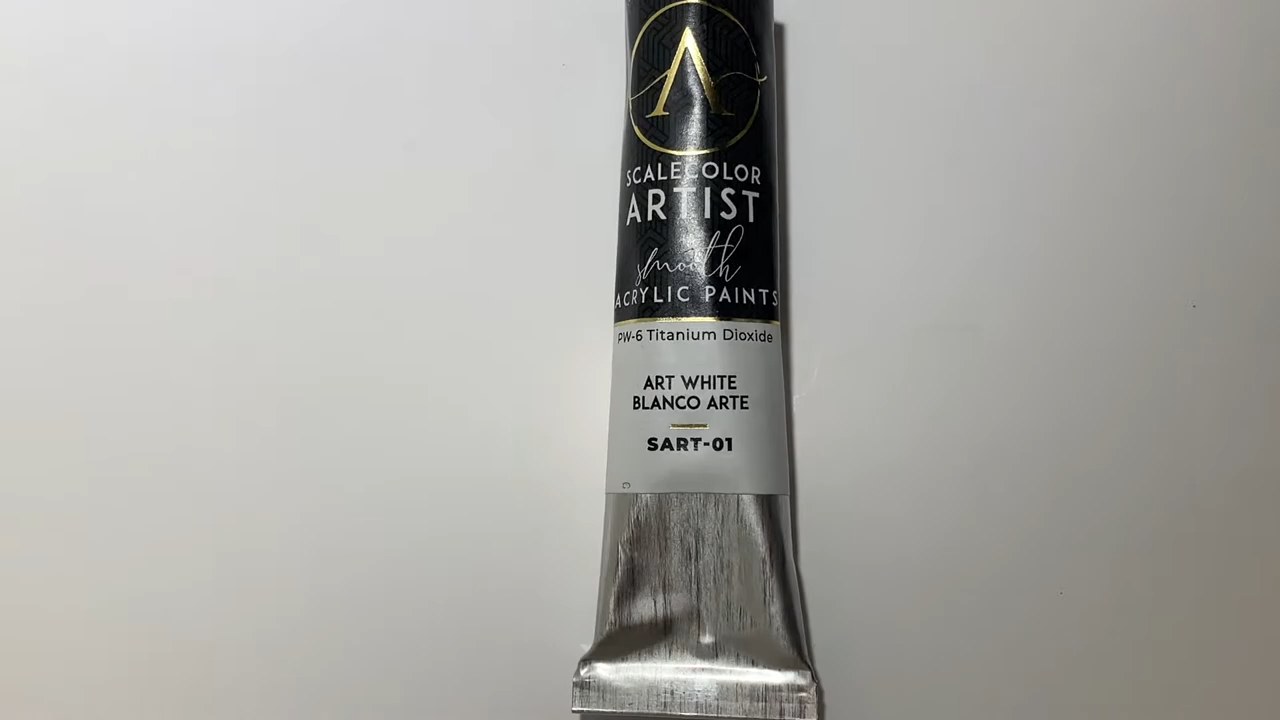 A
SCALECOLOR
ARTIST
smooth
ACRYLIC PAINTS
PW-6 Titanium Dioxide
ART WHITE
BLANCO ARTE
SART-01
C